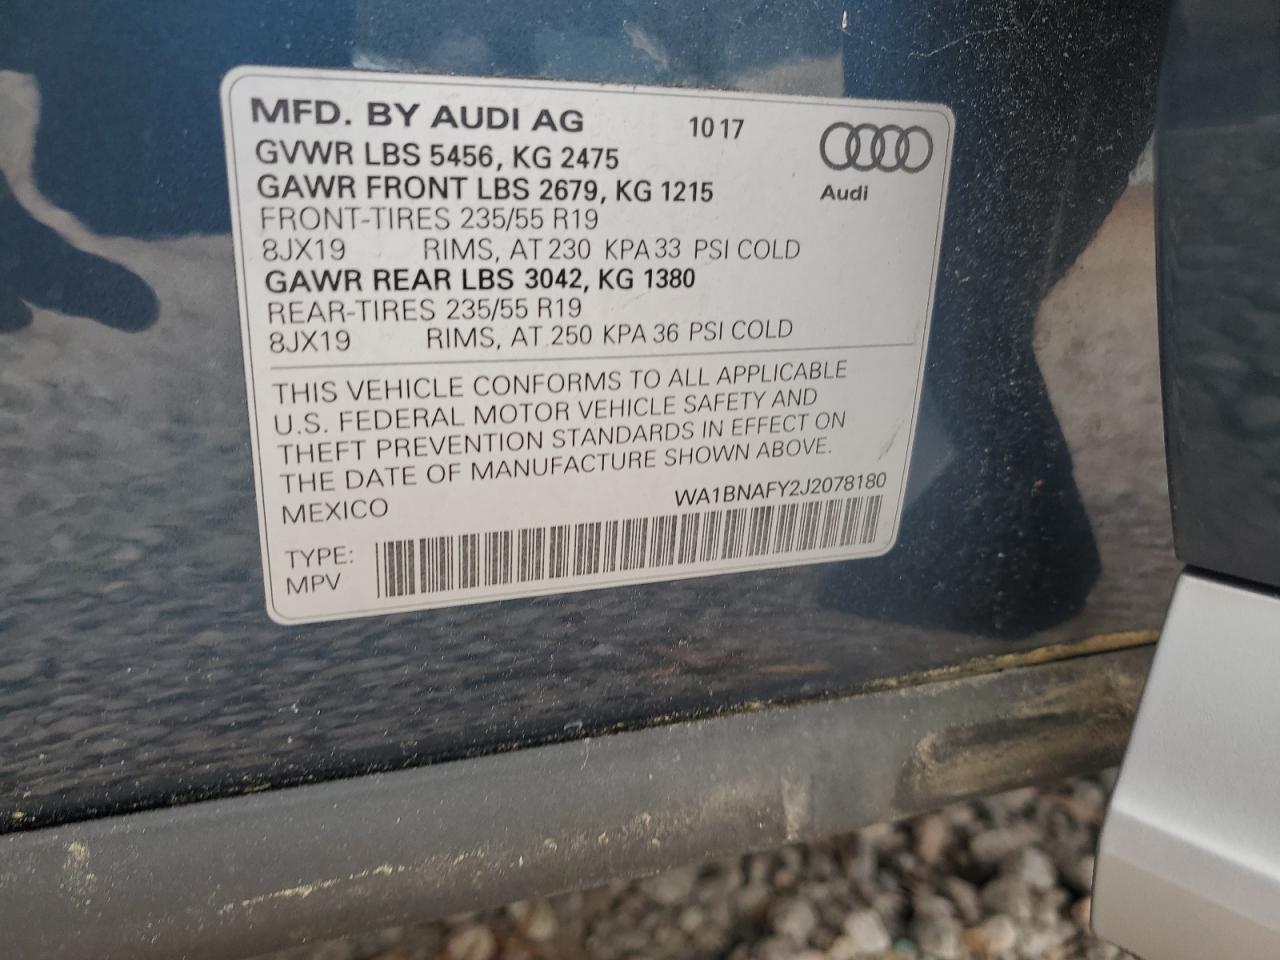 MFD. BY AUDI AG 10 17
GVWR LBS 5456, KG 2475
GAWR FRONT LBS 2679, KG 1215
Audi
FRONT-TIRES 235/55 R19
8JX19 RIMS, AT 230 KPA 33 PSI COLD
GAWR REAR LBS 3042, KG 1380
REAR-TIRES 235/55 R19
8JX19 RIMS, AT 250 KPA 36 PSI COLD
THIS VEHICLE CONFORMS TO ALL APPLICABLE
U.S. FEDERAL MOTOR VEHICLE SAFETY AND
THEFT PREVENTION STANDARDS IN EFFECT ON
THE DATE OF MANUFACTURE SHOWN ABOVE.
MEXICO WA1BNAFY2J2078180
TYPE:
MPV